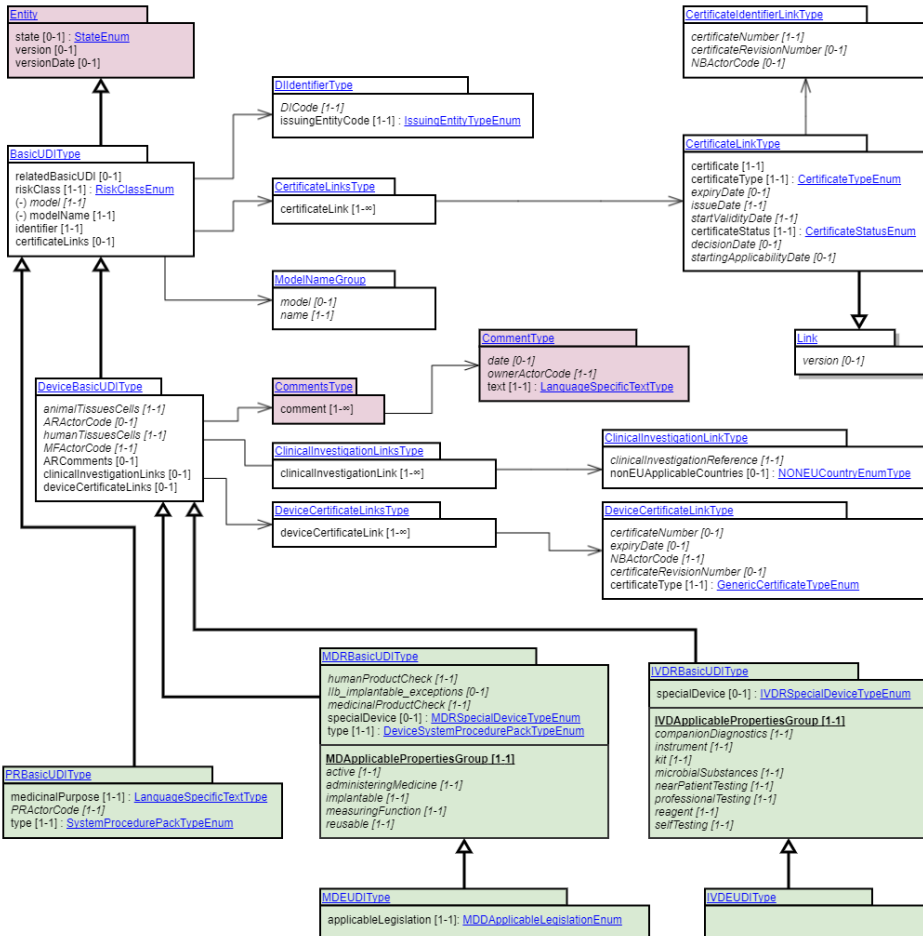 Entity
state [0-1] : StateEnum
version [0-1]
versionDate [0-1]
CertificateIdentifierLinkType
certificateNumber [1-1]
certificateRevisionNumber [0-1]
NBActorCode [0-1]
DIIdentifierType
DICode [1-1]
issuingEntityCode [1-1] : IssuingEntityTypeEnum
BasicUDIType
relatedBasicUDI [0-1]
riskClass [1-1] : RiskClassEnum
(-) model [1-1]
(-) modelName [1-1]
identifier [1-1]
certificateLinks [0-1]
CertificateLinksType
certificateLink [1-∞]
CertificateLinkType
certificate [1-1]
certificateType [1-1] : CertificateTypeEnum
expiryDate [0-1]
issueDate [1-1]
startValidityDate [1-1]
certificateStatus [1-1] : CertificateStatusEnum
decisionDate [0-1]
startingApplicabilityDate [0-1]
ModelNameGroup
model [0-1]
name [1-1]
Link
version [0-1]
CommentType
date [0-1]
ownerActorCode [1-1]
text [1-1] : LanguageSpecificTextType
DeviceBasicUDIType
animalTissuesCells [1-1]
ARActorCode [0-1]
humanTissuesCells [1-1]
MFActorCode [1-1]
ARComments [0-1]
clinicalInvestigationLinks [0-1]
deviceCertificateLinks [0-1]
CommentsType
comment [1-∞]
ClinicalInvestigationLinksType
clinicalInvestigationLink [1-∞]
ClinicalInvestigationLinkType
clinicalInvestigationReference [1-1]
nonEUApplicableCountries [0-1] : NONEUCountryEnumType
DeviceCertificateLinksType
deviceCertificateLink [1-∞]
DeviceCertificateLinkType
certificateNumber [0-1]
expiryDate [0-1]
NBActorCode [1-1]
certificateRevisionNumber [0-1]
certificateType [1-1] : GenericCertificateTypeEnum
MDRBasicUDIType
humanProductCheck [1-1]
IIb_implantable_exceptions [0-1]
medicinalProductCheck [1-1]
specialDevice [0-1] : MDRSpecialDeviceTypeEnum
type [1-1] : DeviceSystemProcedurePackTypeEnum
MDApplicablePropertiesGroup [1-1]
active [1-1]
administeringMedicine [1-1]
implantable [1-1]
measuringFunction [1-1]
reusable [1-1]
IVDRBasicUDIType
specialDevice [0-1] : IVDRSpecialDeviceTypeEnum
IVDApplicablePropertiesGroup [1-1]
companionDiagnostics [1-1]
instrument [1-1]
kit [1-1]
microbialSubstances [1-1]
nearPatientTesting [1-1]
professionalTesting [1-1]
reagent [1-1]
selfTesting [1-1]
PRBasicUDIType
medicinalPurpose [1-1] : LanguageSpecificTextType
PRActorCode [1-1]
type [1-1] : SystemProcedurePackTypeEnum
MDEUDIType
applicableLegislation [1-1]: MDDApplicableLegislationEnum
IVDEUDIType